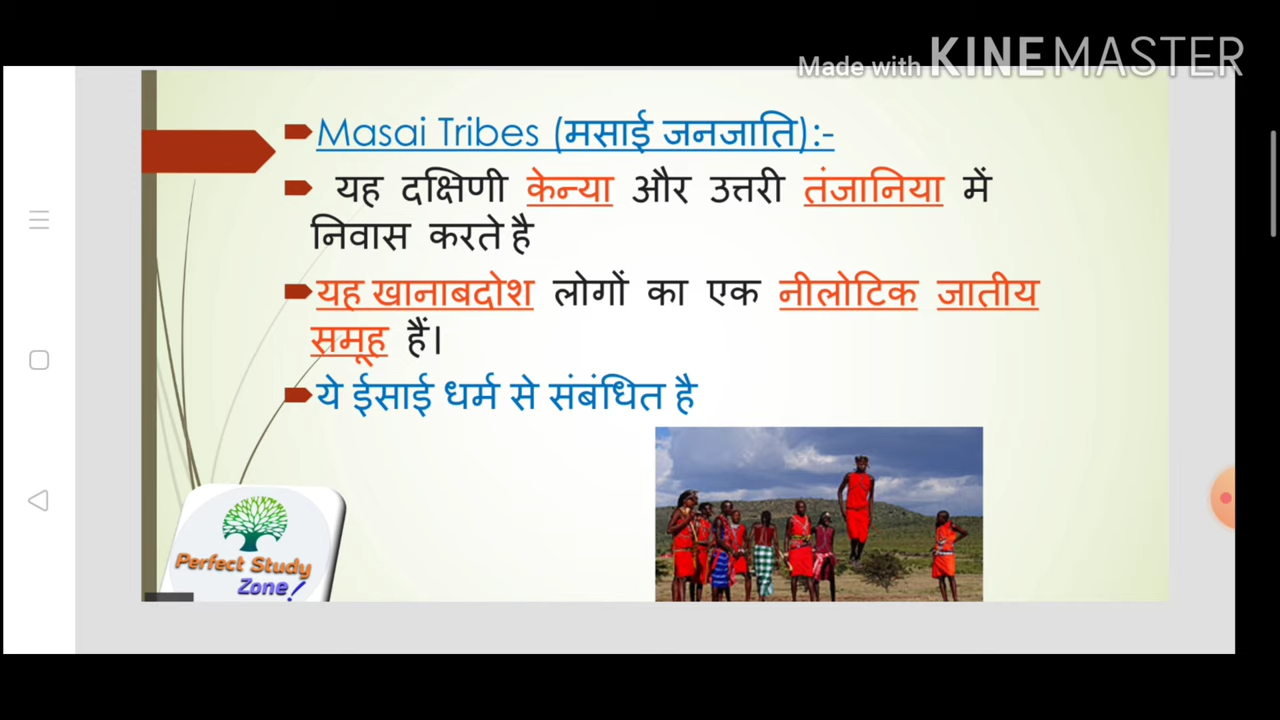 Made with KINEMASTER
Masai Tribes (मसाई जनजाति):-
यह दक्षिणी केन्या और उत्तरी तंजानिया में
निवास करते है
यह खानाबदोश लोगों का एक नीलोटिक जातीय
समूह हैं।
ये ईसाई धर्म से संबंधित है
Perfect Study
Zone!